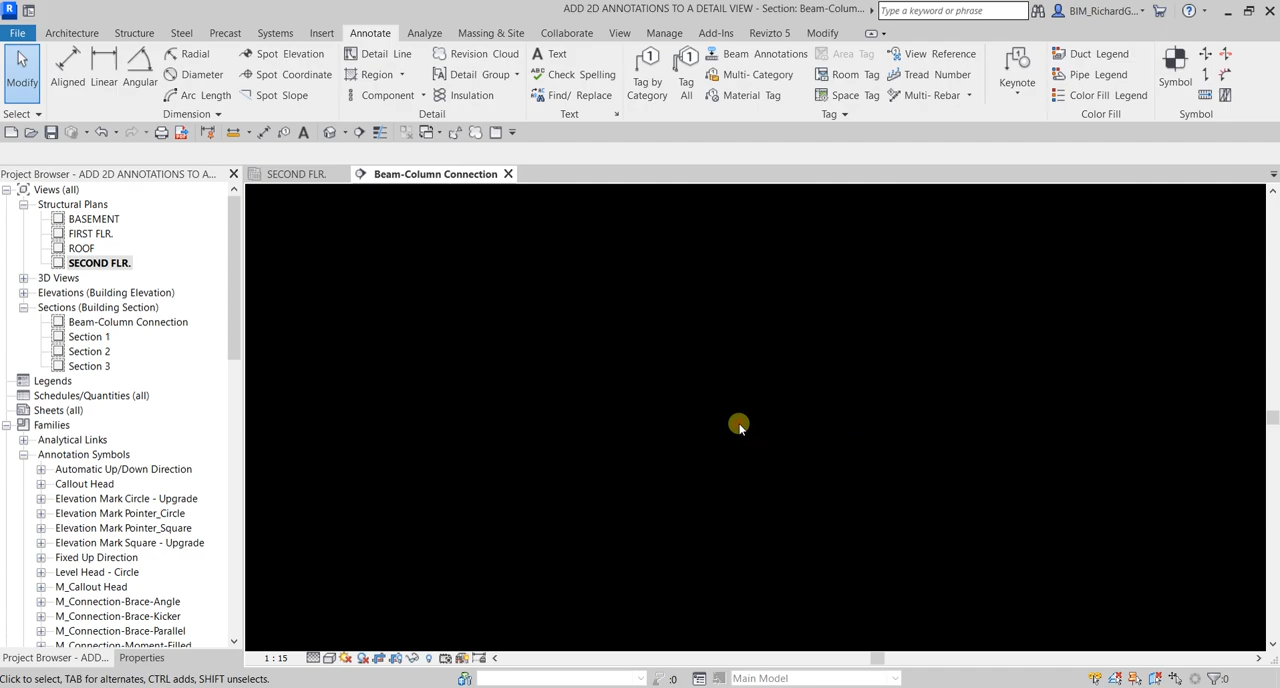 ADD 2D ANNOTATIONS TO A DETAIL VIEW - Section: Beam-Colum...
Type a keyword or phrase
BIM_RichardG...
File Architecture Structure Steel Precast Systems Insert Annotate Analyze Massing & Site Collaborate View Manage Add-Ins Revizto 5 Modify
Modify
Aligned Linear Angular
Radial
Diameter
Arc Length
Spot Elevation
Spot Coordinate
Spot Slope
Detail Line
Region
Component
Revision Cloud
Detail Group
Insulation
Text
Check Spelling
Find/ Replace
Tag by Category
Tag All
Beam Annotations
Multi- Category
Material Tag
Area Tag
Room Tag
Space Tag
View Reference
Tread Number
Multi- Rebar
Keynote
Duct Legend
Pipe Legend
Color Fill Legend
Symbol
Select Dimension Detail Text Tag Color Fill Symbol
Project Browser - ADD 2D ANNOTATIONS TO A...
SECOND FLR.
Beam-Column Connection
Views (all)
Structural Plans
BASEMENT
FIRST FLR.
ROOF
SECOND FLR.
3D Views
Elevations (Building Elevation)
Sections (Building Section)
Beam-Column Connection
Section 1
Section 2
Section 3
Legends
Schedules/Quantities (all)
Sheets (all)
Families
Analytical Links
Annotation Symbols
Automatic Up/Down Direction
Callout Head
Elevation Mark Circle - Upgrade
Elevation Mark Pointer_Circle
Elevation Mark Pointer_Square
Elevation Mark Square - Upgrade
Fixed Up Direction
Level Head - Circle
M_Callout Head
M_Connection-Brace-Angle
M_Connection-Brace-Kicker
M_Connection-Brace-Parallel
M_Connection-Moment-Filled
Project Browser - ADD... Properties
1 : 15
Click to select, TAB for alternates, CTRL adds, SHIFT unselects.
:0
Main Model
:0